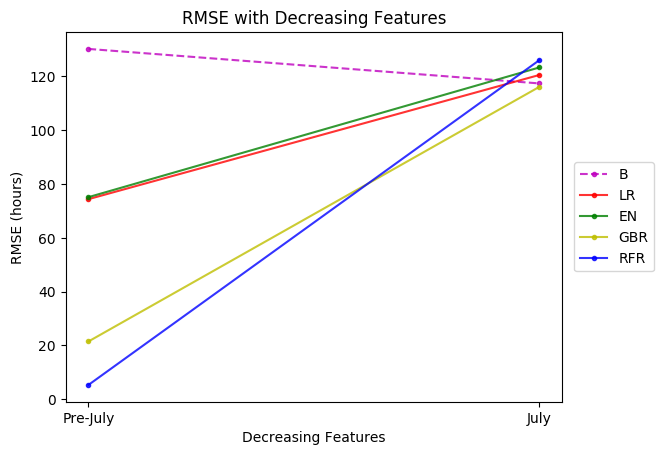 RMSE with Decreasing Features
RMSE (hours)
120
100
80
60
40
20
0
Pre-July
July
Decreasing Features
B
LR
EN
GBR
RFR